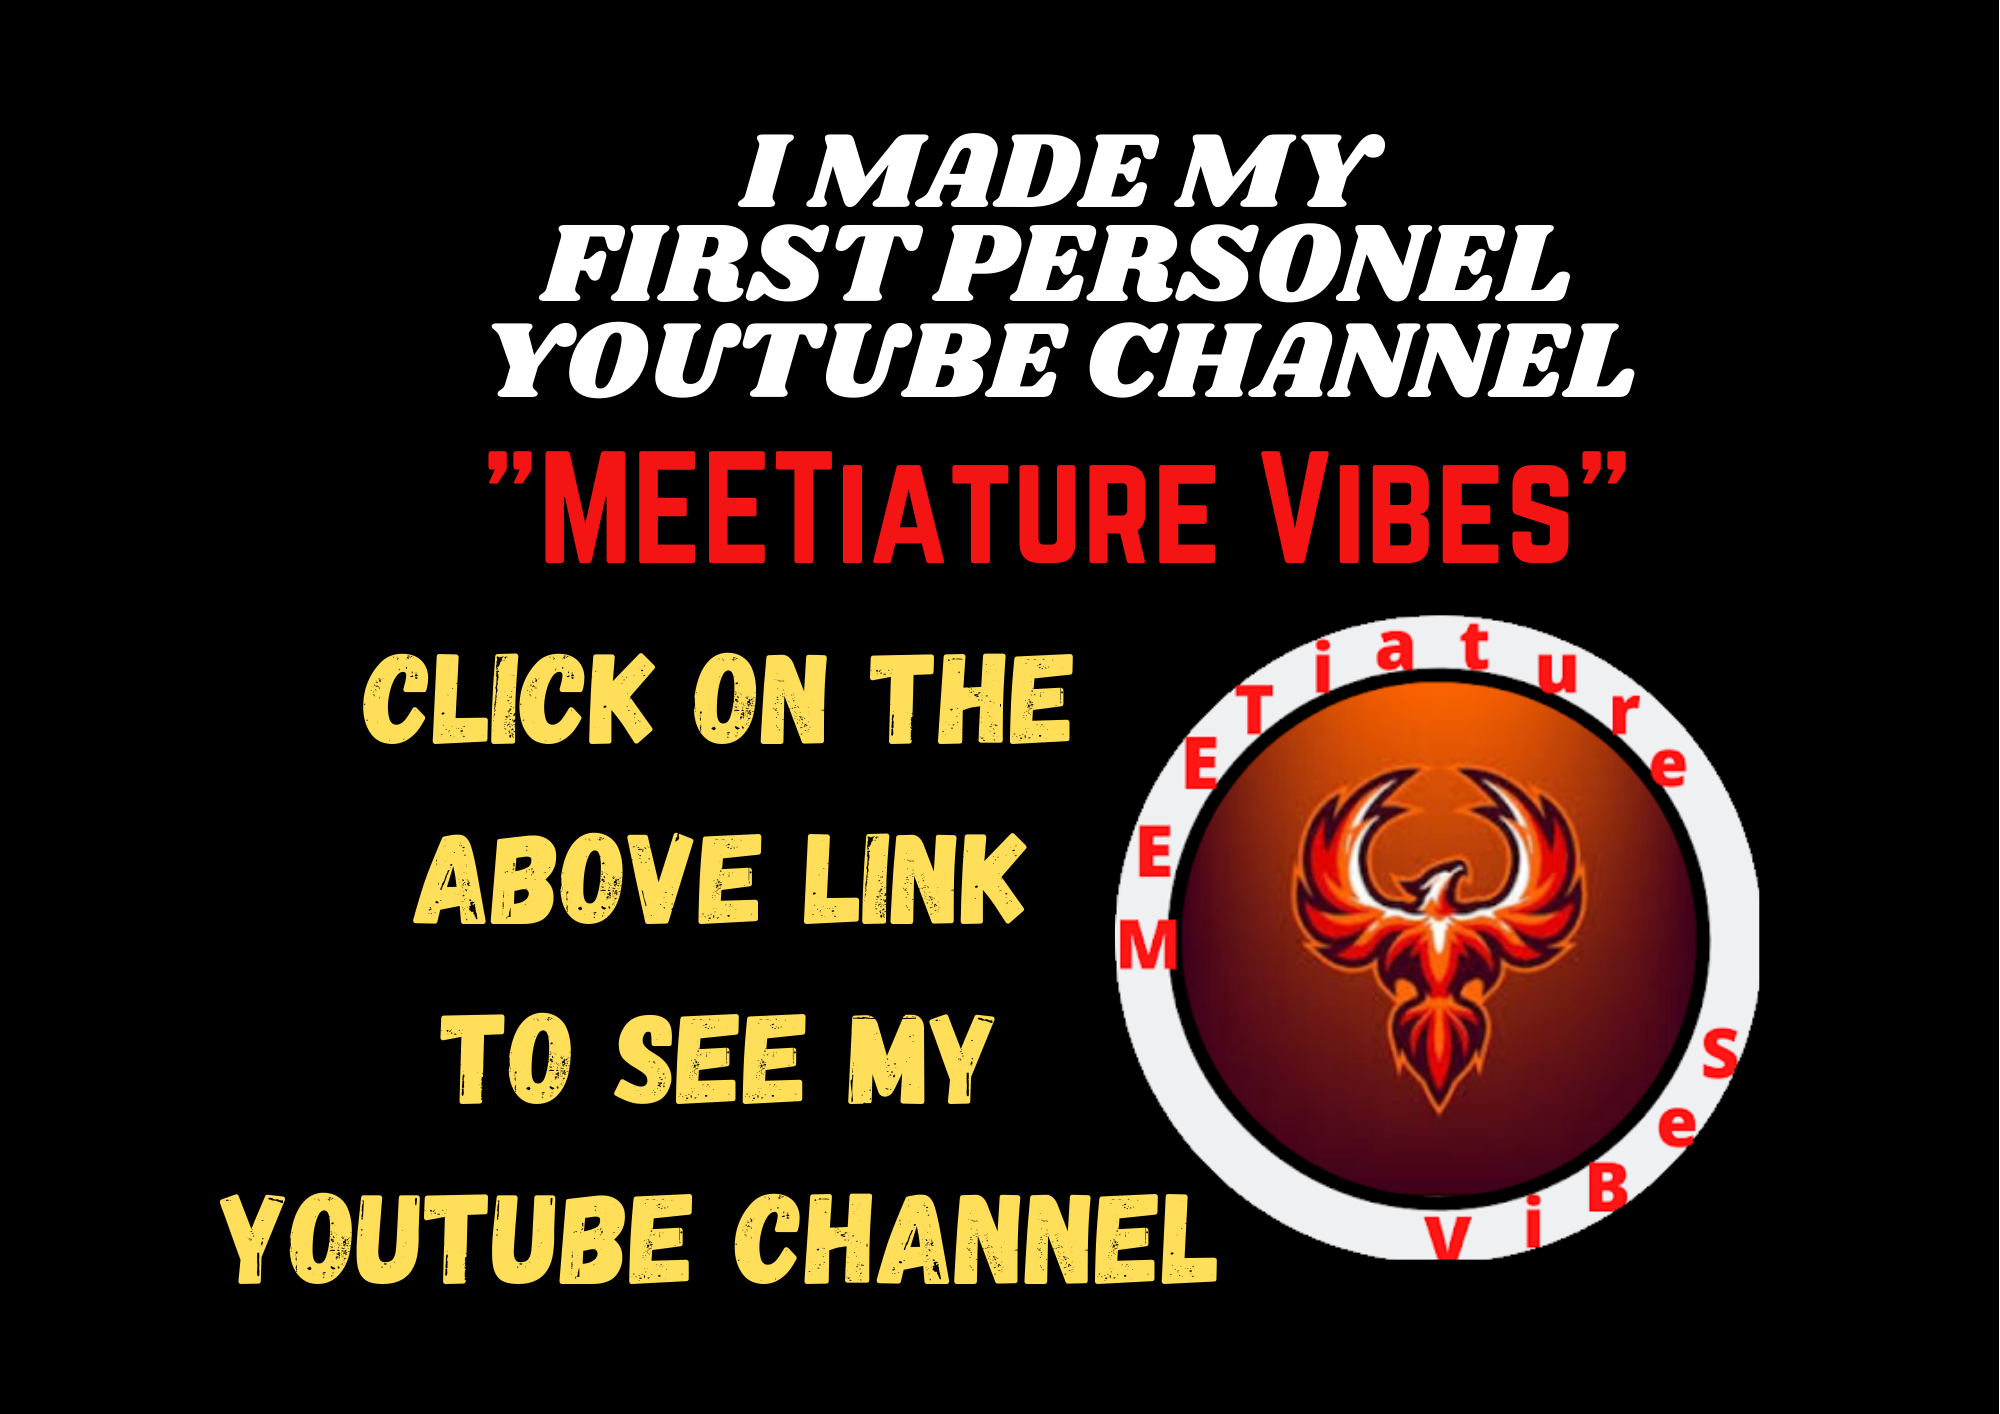 I MADE MY
FIRST PERSONEL
YOUTUBE CHANNEL
"MEETIATURE VIBES"
CLICK ON THE
ABOVE LINK
TO SEE MY
YOUTUBE CHANNEL
MEETiature
ViBeS